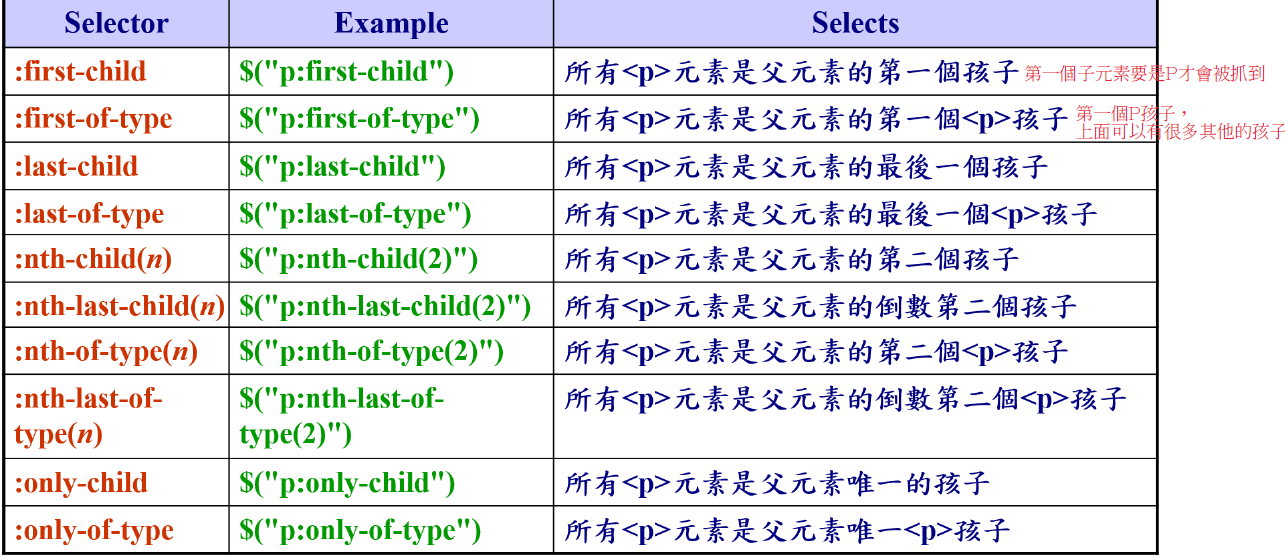 Selector Example Selects
:first-child $("p:first-child") 所有<p>元素是父元素的第一個孩子 第一個子元素要是P才會被抓到
:first-of-type $("p:first-of-type") 所有<p>元素是父元素的第一個<p>孩子 第一個P孩子，
上面可以有很多其他的孩子
:last-child $("p:last-child") 所有<p>元素是父元素的最後一個孩子
:last-of-type $("p:last-of-type") 所有<p>元素是父元素的最後一個<p>孩子
:nth-child(n) $("p:nth-child(2)") 所有<p>元素是父元素的第二個孩子
:nth-last-child(n) $("p:nth-last-child(2)") 所有<p>元素是父元素的倒數第二個孩子
:nth-of-type(n) $("p:nth-of-type(2)") 所有<p>元素是父元素的第二個<p>孩子
:nth-last-of- $("p:nth-last-of- 所有<p>元素是父元素的倒數第二個<p>孩子
type(n) type(2)")
:only-child $("p:only-child") 所有<p>元素是父元素唯一的孩子
:only-of-type $("p:only-of-type") 所有<p>元素是父元素唯一<p>孩子